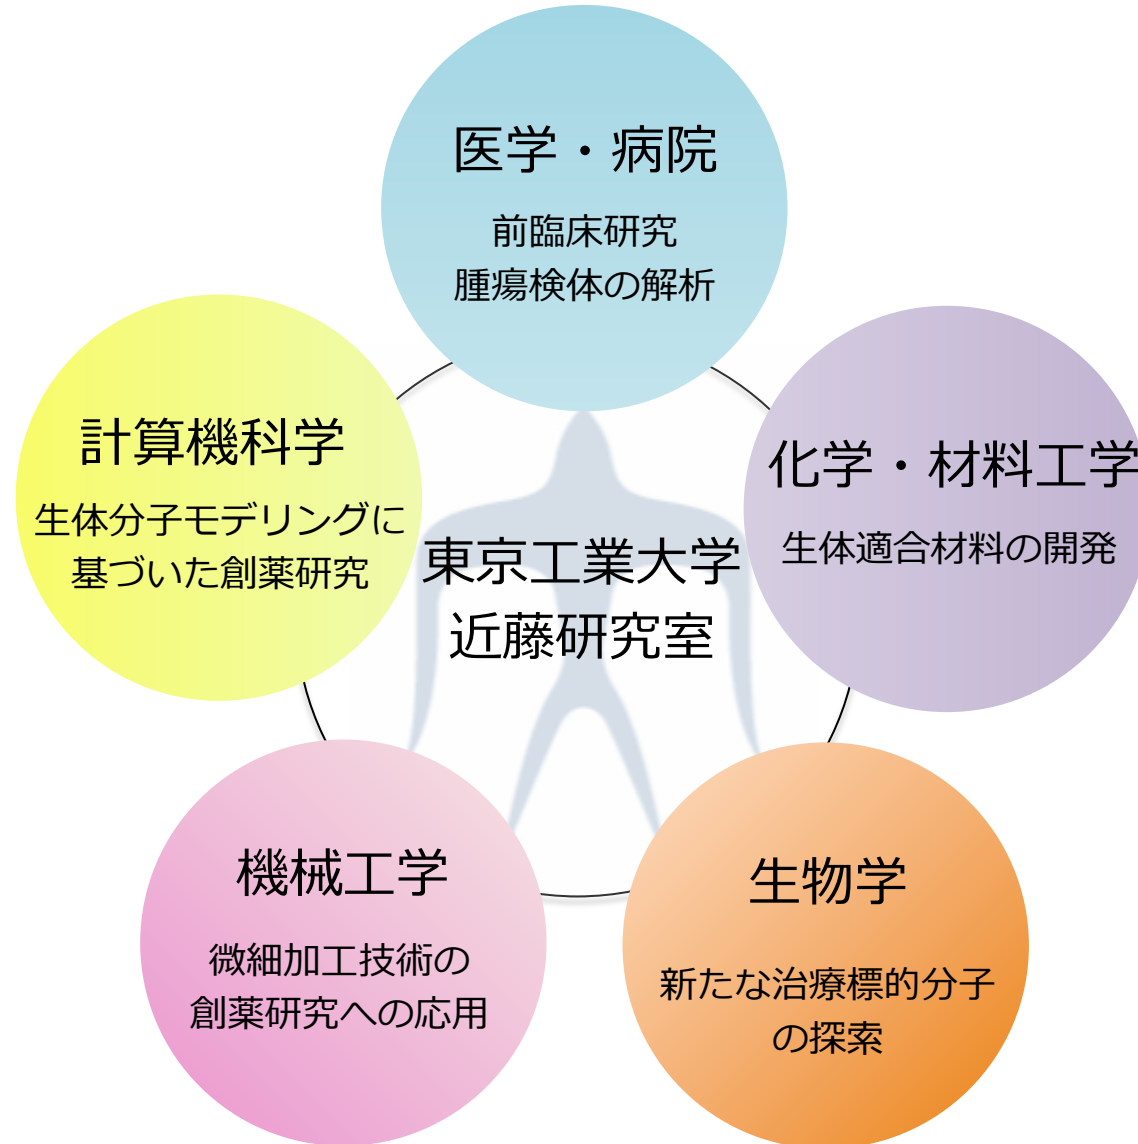 医学・病院
前臨床研究
腫瘍検体の解析
計算機科学
生体分子モデリングに
基づいた創薬研究
化学・材料工学
生体適合材料の開発
東京工業大学
近藤研究室
機械工学
微細加工技術の
創薬研究への応用
生物学
新たな治療標的分子
の探索